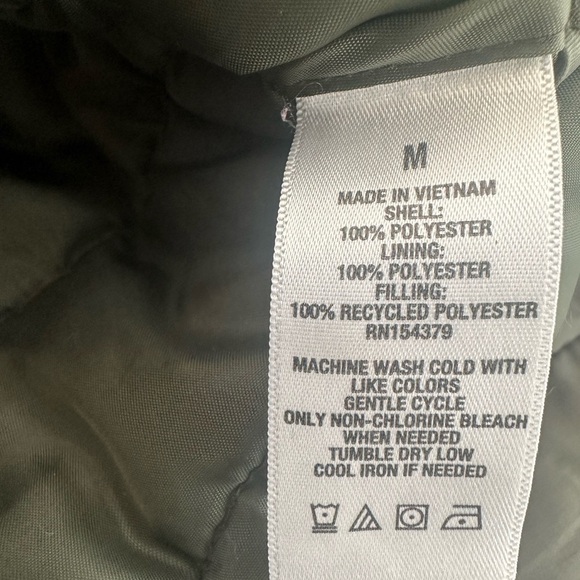 M
MADE IN VIETNAM
SHELL:
100% POLYESTER
LINING:
100% POLYESTER
FILLING:
100% RECYCLED POLYESTER
RN154379
MACHINE WASH COLD WITH
LIKE COLORS
GENTLE CYCLE
ONLY NON-CHLORINE BLEACH
WHEN NEEDED
TUMBLE DRY LOW
COOL IRON IF NEEDED